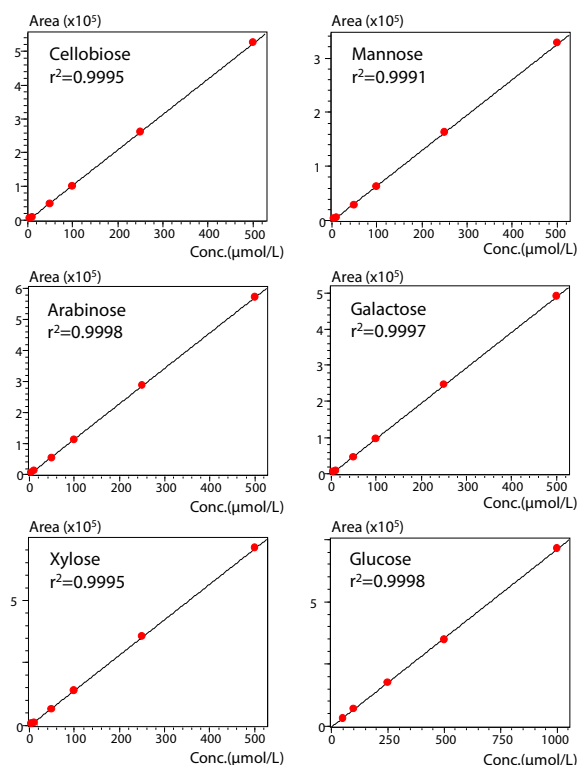 Area (x10⁵)
Cellobiose
r²=0.9995
5
4
3
2
1
0
0 100 200 300 400 500
Conc.(μmol/L)
Area (x10⁵)
Mannose
r²=0.9991
3
2
1
0
0 100 200 300 400 500
Conc.(μmol/L)
Area (x10⁵)
Arabinose
r²=0.9998
6
5
4
3
2
1
0
0 100 200 300 400 500
Conc.(μmol/L)
Area (x10⁵)
Galactose
r²=0.9997
5
4
3
2
1
0
0 100 200 300 400 500
Conc.(μmol/L)
Area (x10⁵)
Xylose
r²=0.9995
5
0
0 100 200 300 400 500
Conc.(μmol/L)
Area (x10⁵)
Glucose
r²=0.9998
5
0
0 250 500 750 1000
Conc.(μmol/L)